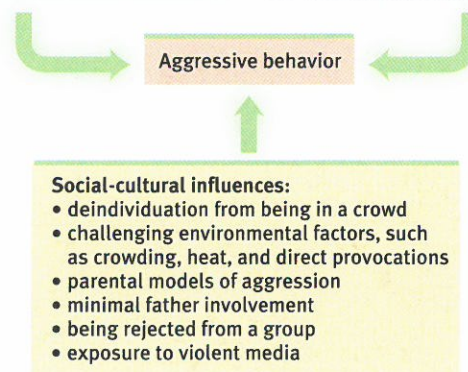 Aggressive behavior
Social-cultural influences:
• deindividuation from being in a crowd
• challenging environmental factors, such
as crowding, heat, and direct provocations
• parental models of aggression
• minimal father involvement
• being rejected from a group
• exposure to violent media